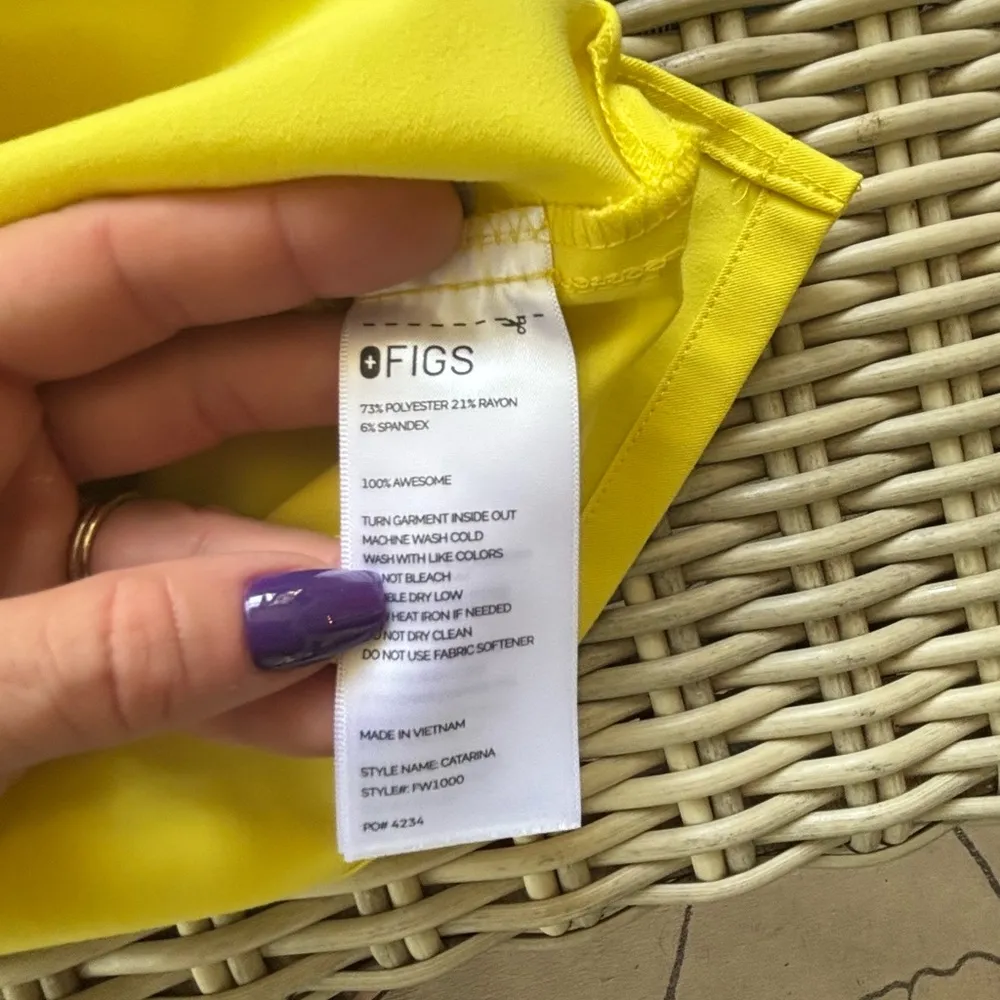 FIGS
73% POLYESTER 21% RAYON
6% SPANDEX
100% AWESOME
TURN GARMENT INSIDE OUT
MACHINE WASH COLD
WASH WITH LIKE COLORS
NOT BLEACH
DRY LOW
HEAT IRON IF NEEDED
NOT DRY CLEAN
DO NOT USE FABRIC SOFTENER
MADE IN VIETNAM
STYLE NAME: CATARINA
STYLE#: FW1000
PO# 4234